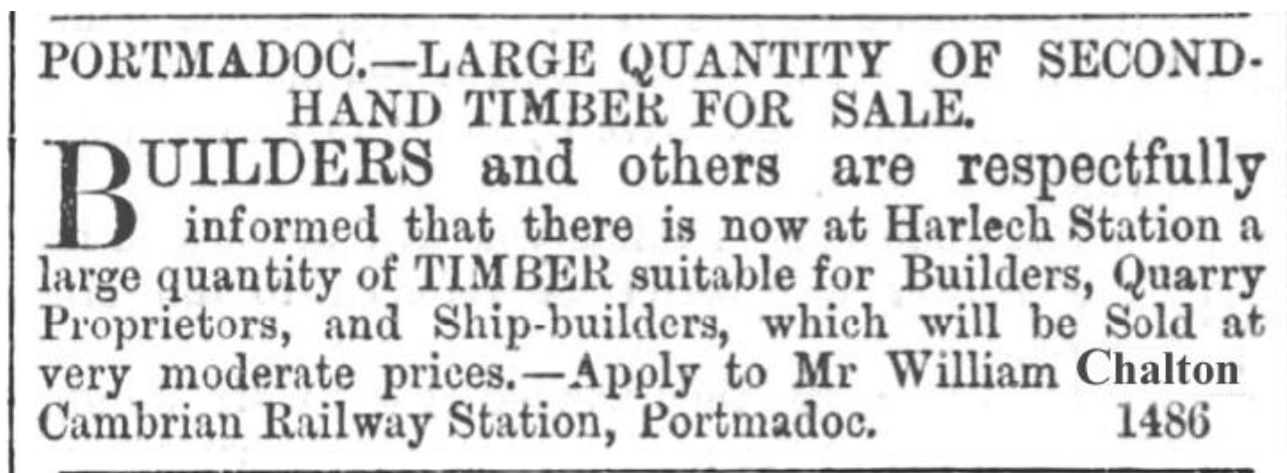 PORTMADOC.—LARGE QUANTITY OF SECOND-
HAND TIMBER FOR SALE.
BUILDERS and others are respectfully
informed that there is now at Harlech Station a
large quantity of TIMBER suitable for Builders, Quarry
Proprietors, and Ship-builders, which will be Sold at
very moderate prices.—Apply to Mr William Chalton
Cambrian Railway Station, Portmadoc. 1486